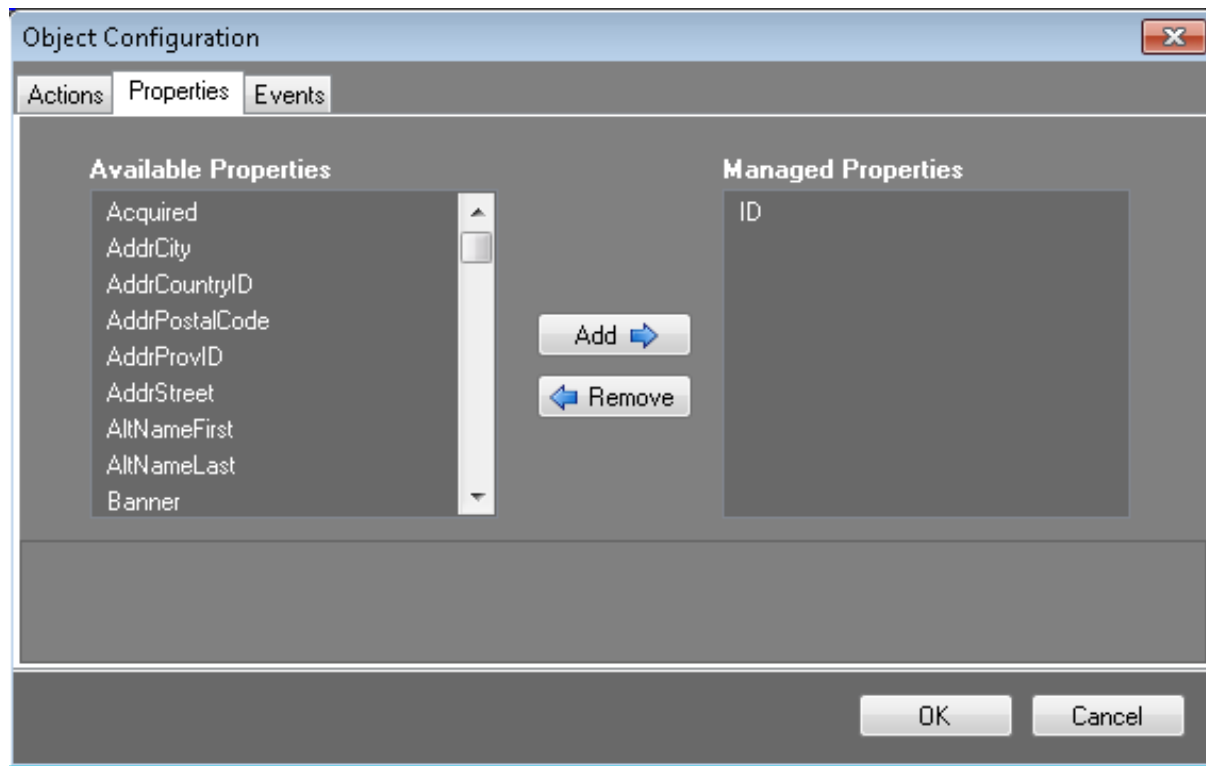 Object Configuration
Actions Properties Events
Available Properties
Acquired
AddrCity
AddrCountryID
AddrPostalCode
AddrProvID
AddrStreet
AltNameFirst
AltNameLast
Banner
Add
Remove
Managed Properties
ID
OK Cancel